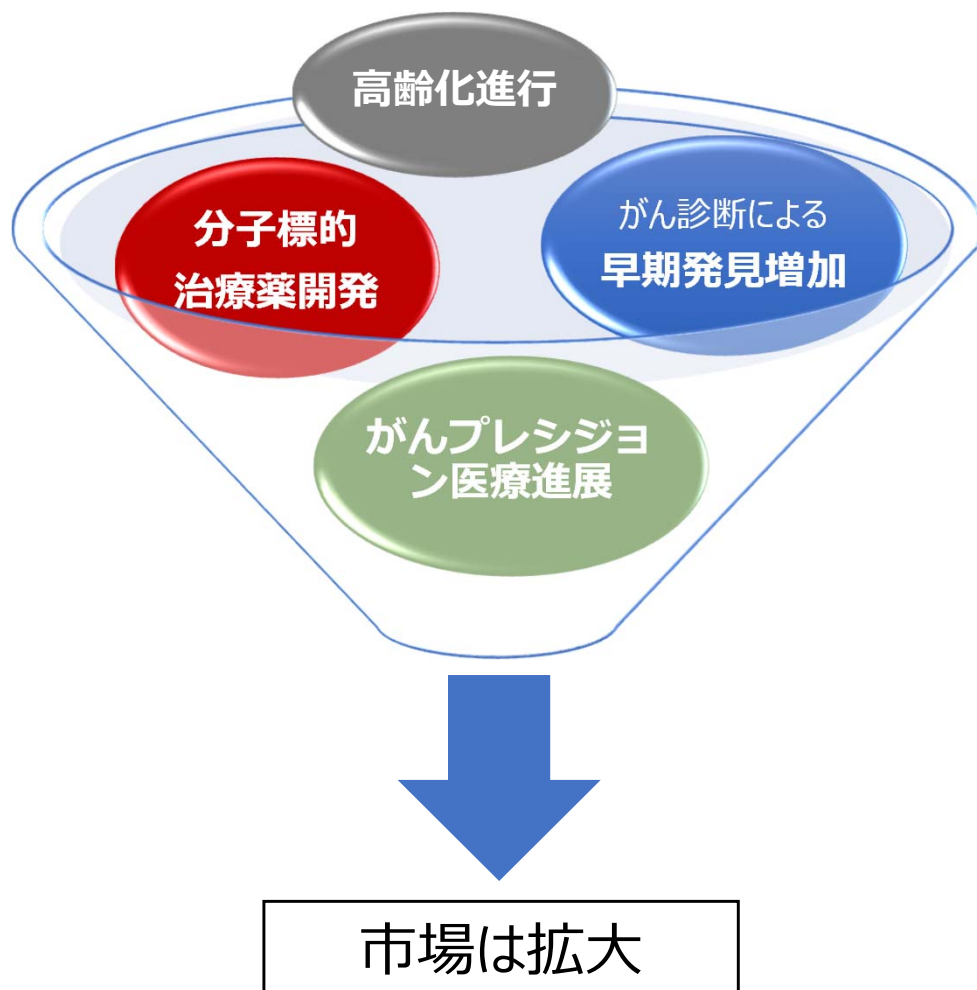 高齢化進行
分子標的
治療薬開発
がん診断による
早期発見増加
がんプレシジョ
ン医療進展
市場は拡大